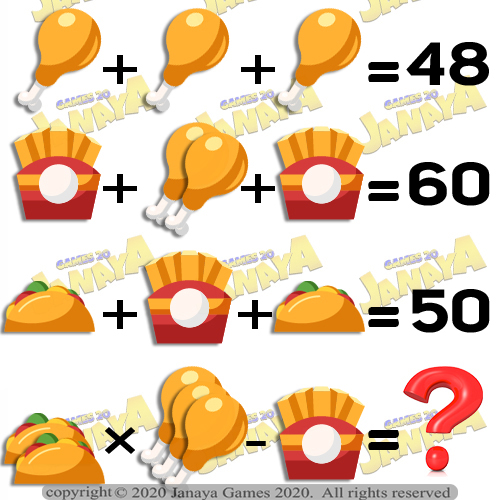 + + = 48
+ + = 60
+ + = 50
× - = ?
GAMES 20
JANAYA
copyright © 2020 Janaya Games 2020. All Rights reserved